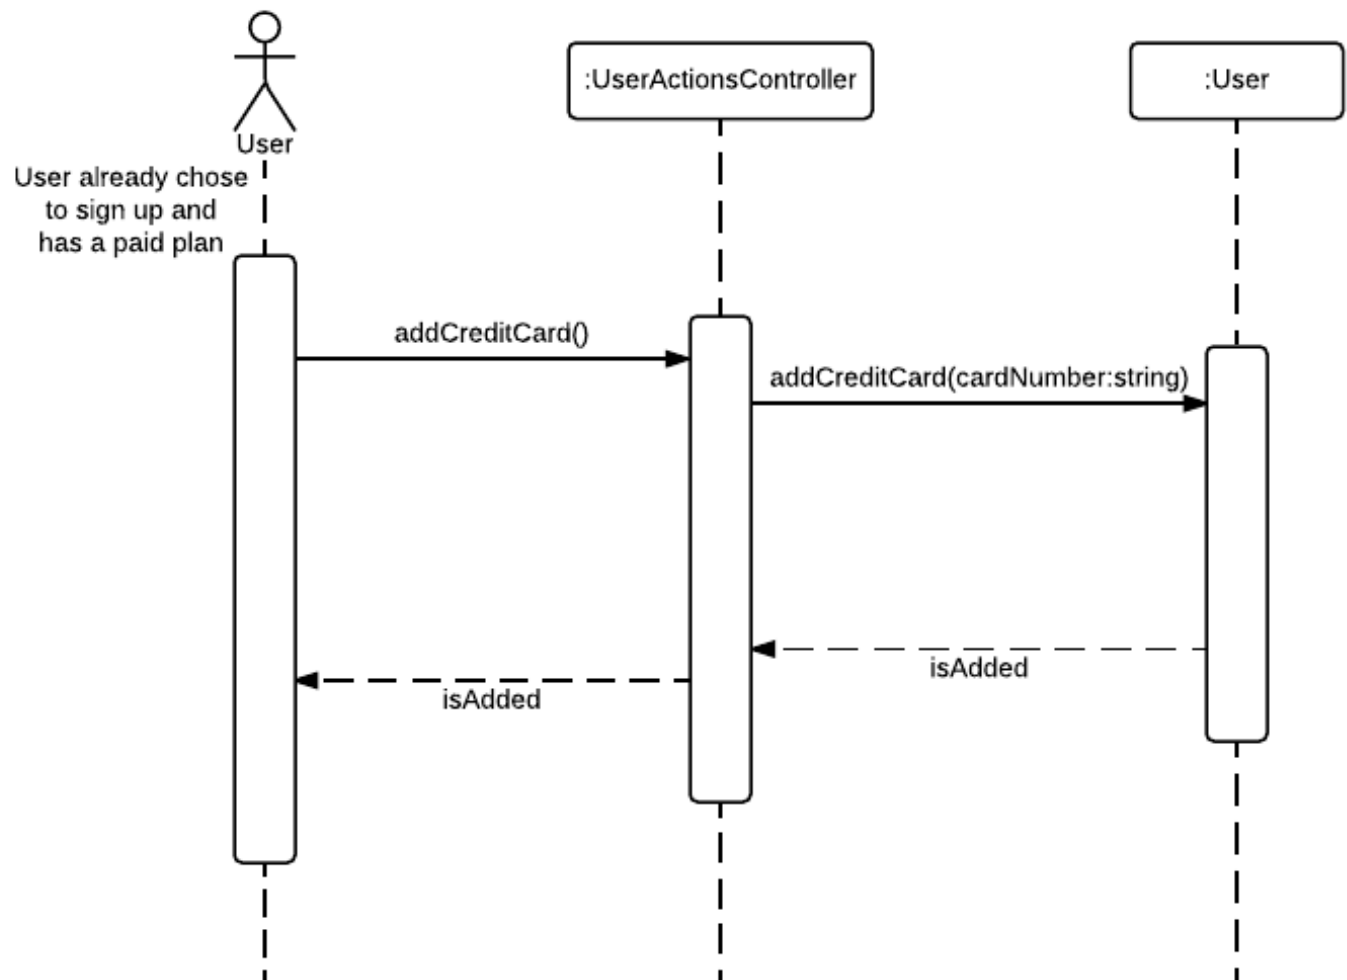 :UserActionsController
:User
User
User already chose
to sign up and
has a paid plan
addCreditCard()
addCreditCard(cardNumber:string)
isAdded
isAdded